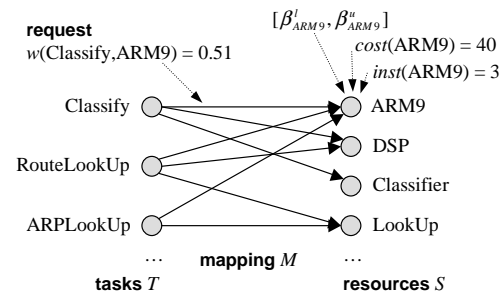 [β^l_ARM9, β^u_ARM9]
request
cost(ARM9) = 40
w(Classify,ARM9) = 0.51
inst(ARM9) = 3
Classify
ARM9
DSP
RouteLookUp
Classifier
ARPLookUp
LookUp
… mapping M …
tasks T
resources S